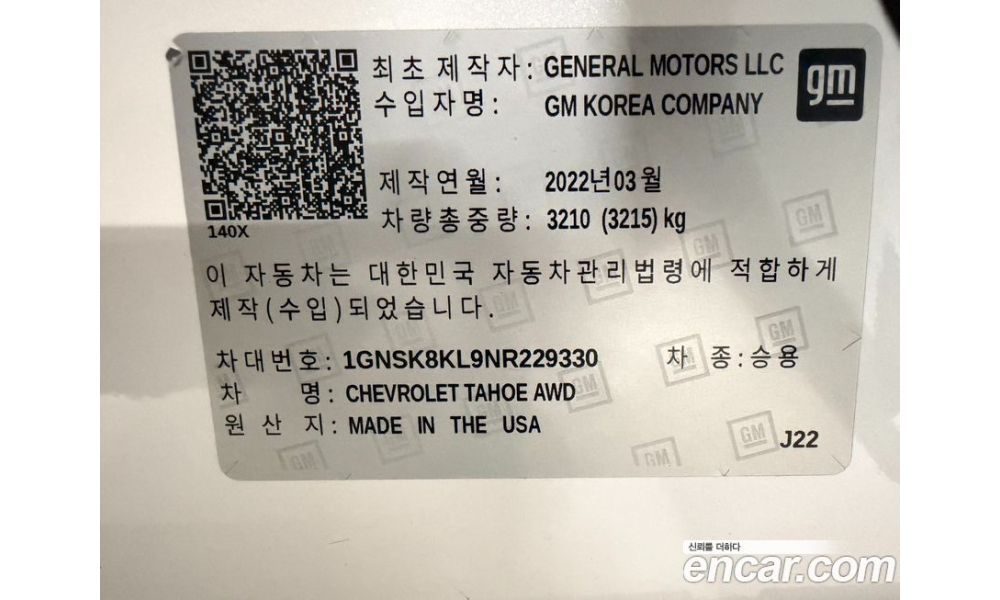 최초 제작자: GENERAL MOTORS LLC
gm
수입자명: GM KOREA COMPANY
제작연월: 2022년03월
차량총중량: 3210 (3215) kg
140X
이 자동차는 대한민국 자동차관리법령에 적합하게
제작(수입)되었습니다.
차대번호: 1GNSK8KL9NR229330 차 종: 승용
차 명: CHEVROLET TAHOE AWD
원 산 지: MADE IN THE USA
J22
GM
GM
GM
GM
GM
신뢰를 더하다
encar.com